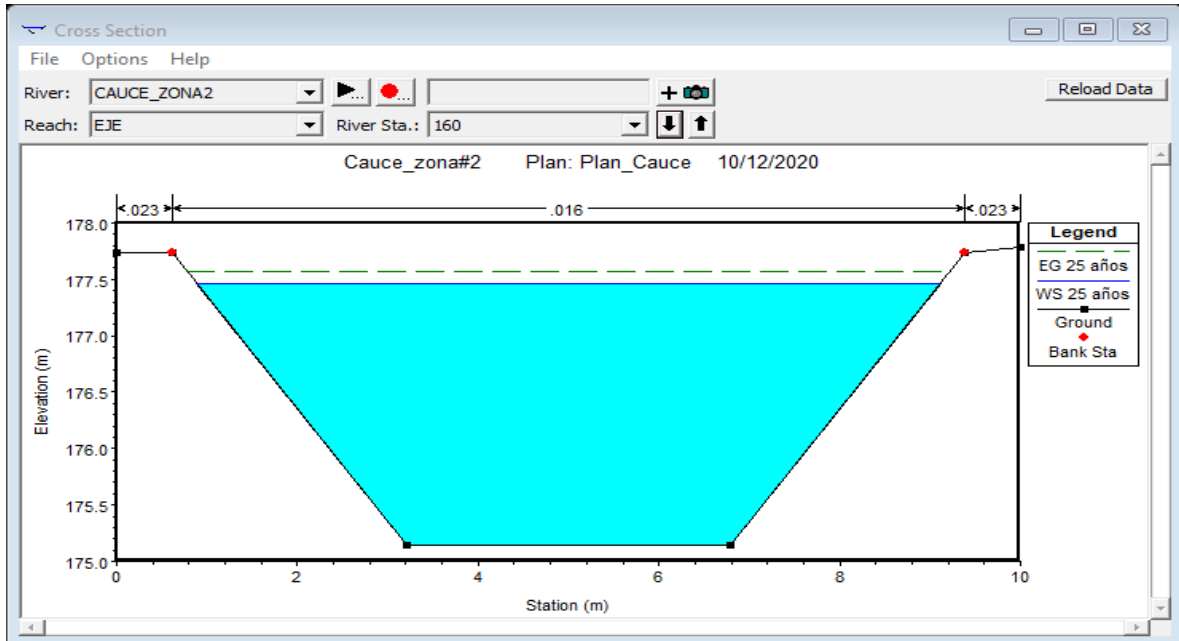 Cross Section
File Options Help
River: CAUCE_ZONA2 ... ... + Reload Data
Reach: EJE River Sta.: 160
Cauce_zona#2 Plan: Plan_Cauce 10/12/2020
.023 .016 .023
178.0
177.5
177.0
176.5
176.0
175.5
175.0
Elevation (m)
0 2 4 6 8 10
Station (m)
Legend
EG 25 años
WS 25 años
Ground
Bank Sta